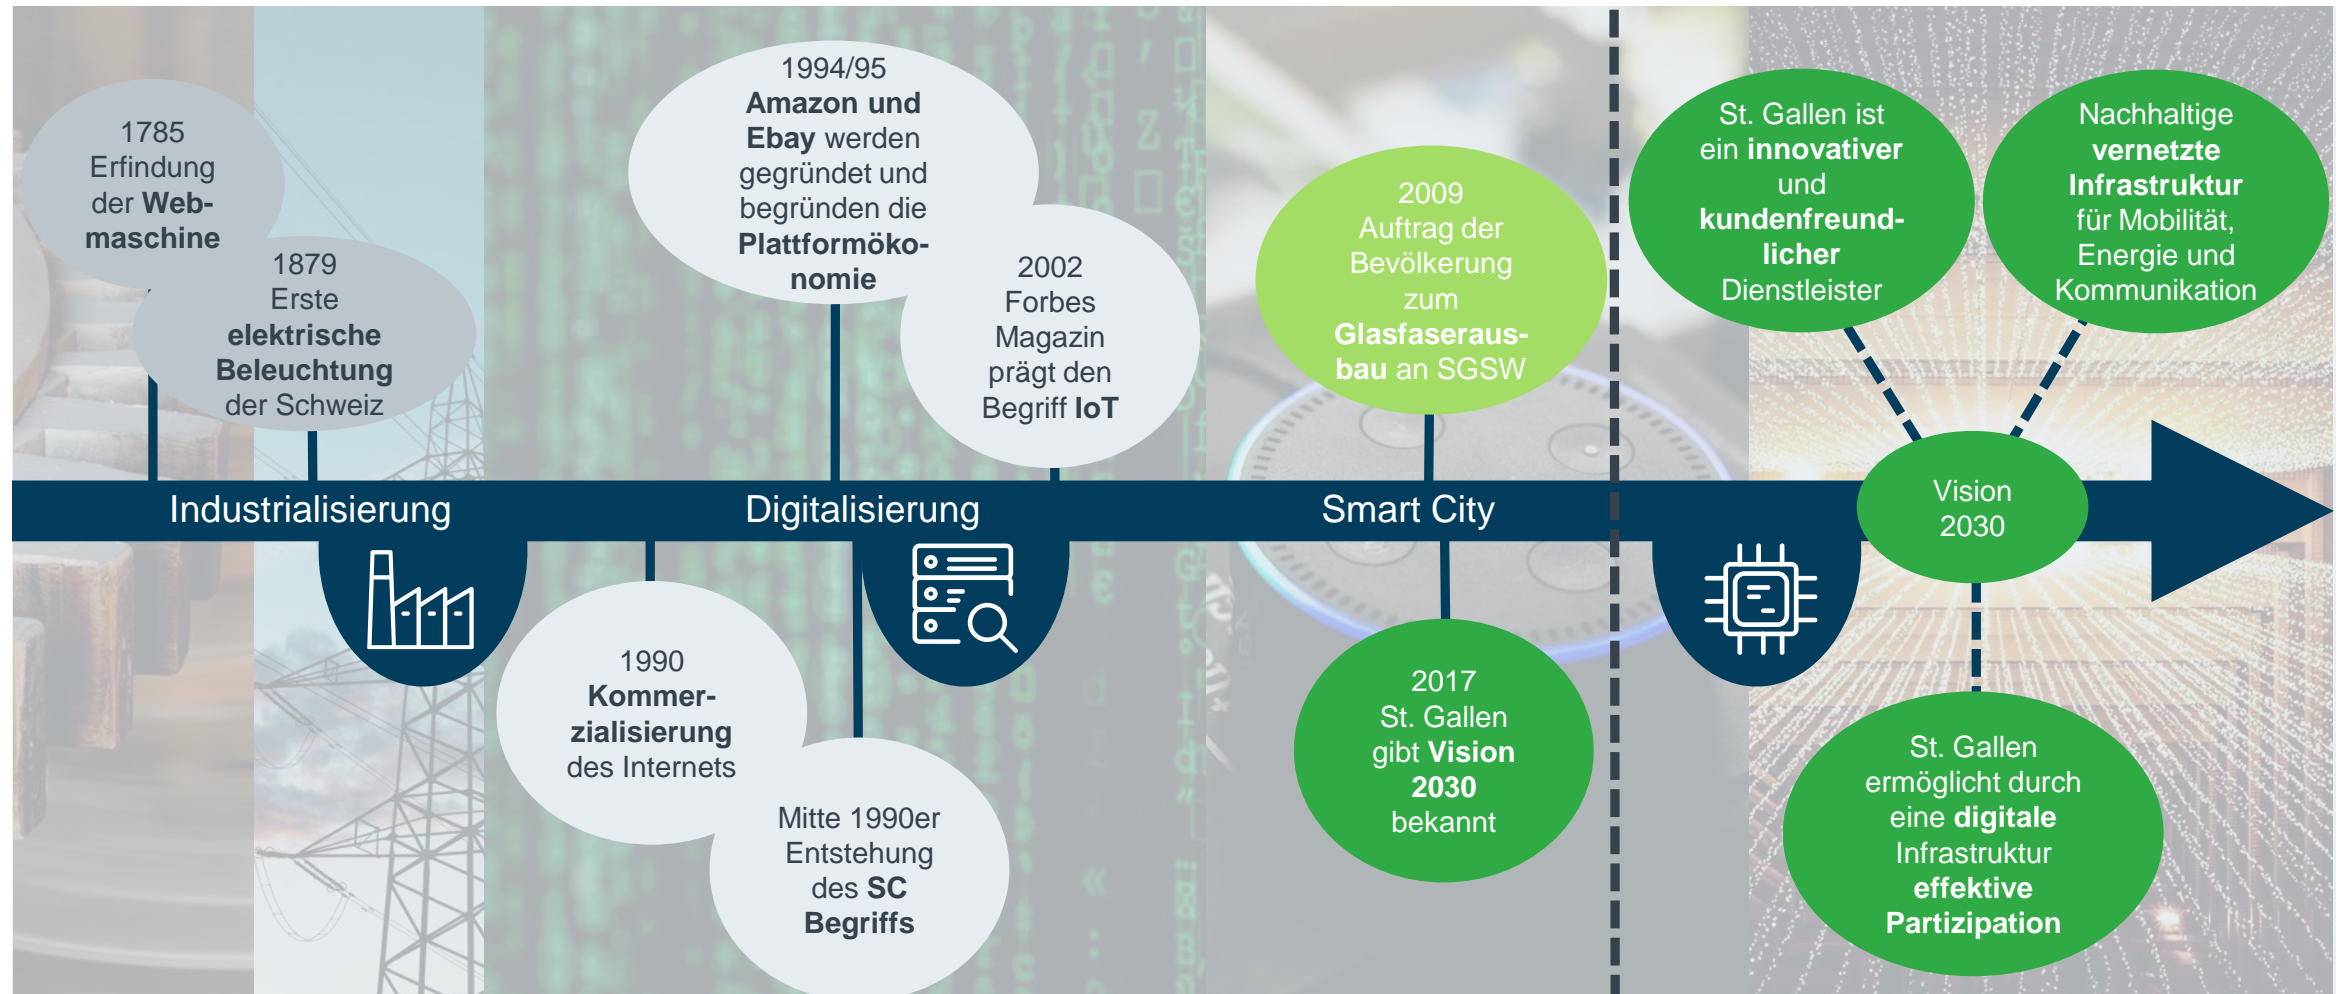 1785
Erfindung
der Web-
maschine
1879
Erste
elektrische
Beleuchtung
der Schweiz
1994/95
Amazon und
Ebay werden
gegründet und
begründen die
Plattformöko-
nomie
2002
Forbes
Magazin
prägt den
Begriff IoT
2009
Auftrag der
Bevölkerung
zum
Glasfaseraus-
bau an SGSW
St. Gallen ist
ein innovativer
und
kundenfreund-
licher
Dienstleister
Nachhaltige
vernetzte
Infrastruktur
für Mobilität,
Energie und
Kommunikation
Industrialisierung
Digitalisierung
Smart City
Vision
2030
1990
Kommer-
zialisierung
des Internets
Mitte 1990er
Entstehung
des SC
Begriffs
2017
St. Gallen
gibt Vision
2030
bekannt
St. Gallen
ermöglicht durch
eine digitale
Infrastruktur
effektive
Partizipation